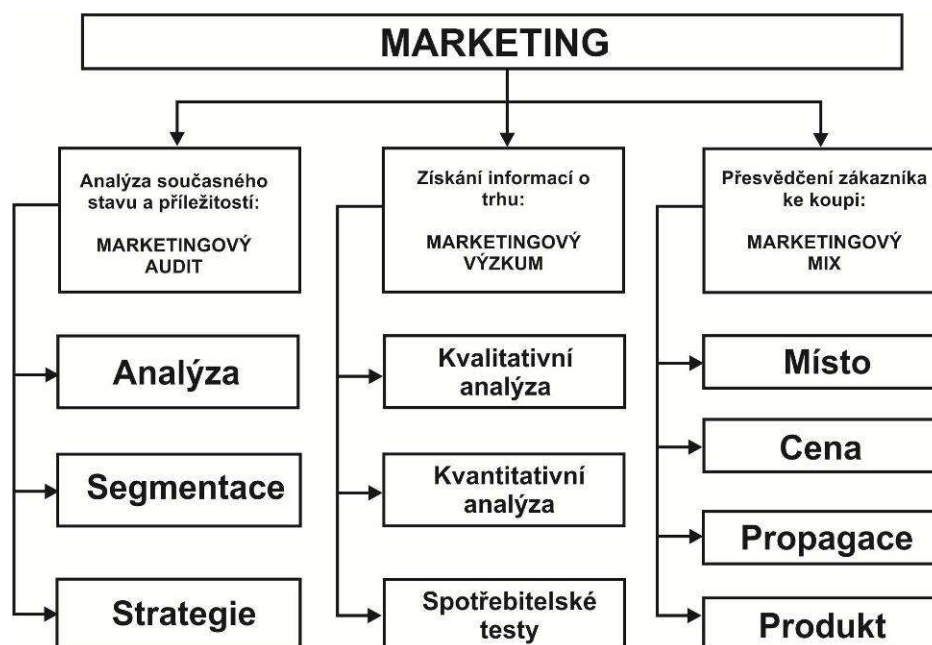 MARKETING
Analýza současného
stavu a příležitostí:
MARKETINGOVÝ
AUDIT
Analýza
Segmentace
Strategie
Získání informací o
trhu:
MARKETINGOVÝ
VÝZKUM
Kvalitativní
analýza
Kvantitativní
analýza
Spotřebitelské
testy
Přesvědčení zákazníka
ke koupi:
MARKETINGOVÝ
MIX
Místo
Cena
Propagace
Produkt